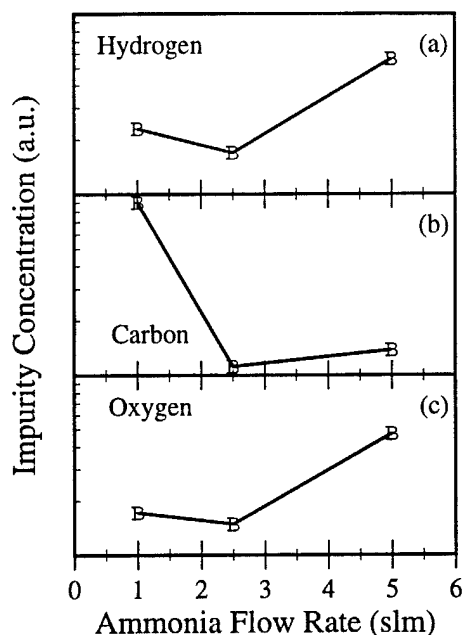 Hydrogen
(a)
B
B
B
(b)
B
Carbon
B
B
Oxygen
(c)
B
B
B
0 1 2 3 4 5 6
Ammonia Flow Rate (slm)
Impurity Concentration (a.u.)